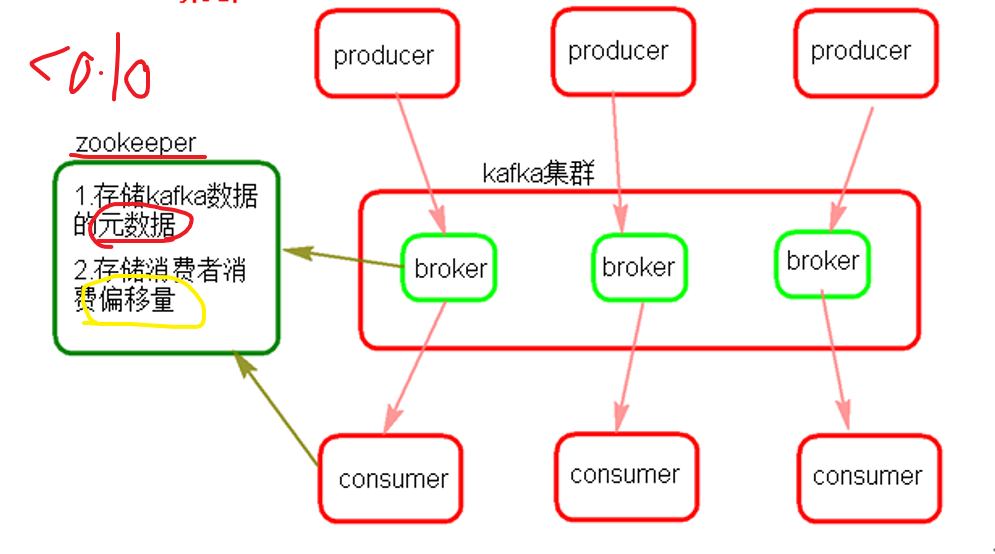 <0.10
producer
producer
producer
zookeeper
1.存储kafka数据
的元数据
2.存储消费者消
费偏移量
kafka集群
broker
broker
broker
consumer
consumer
consumer